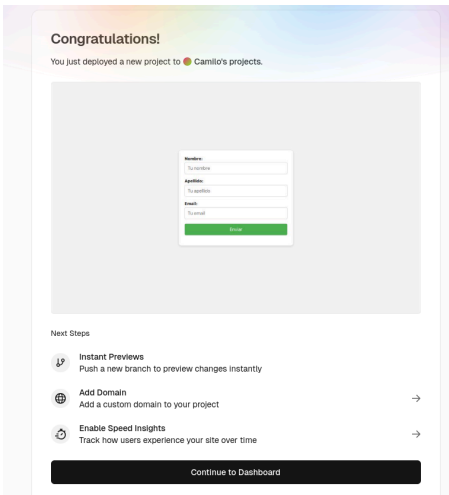 Congratulations!
You just deployed a new project to Camilo's projects.
Nombre:
Tu nombre
Apellido:
Tu apellido
Email:
Tu email
Enviar
Next Steps
Instant Previews
Push a new branch to preview changes instantly
Add Domain
Add a custom domain to your project
Enable Speed Insights
Track how users experience your site over time
Continue to Dashboard